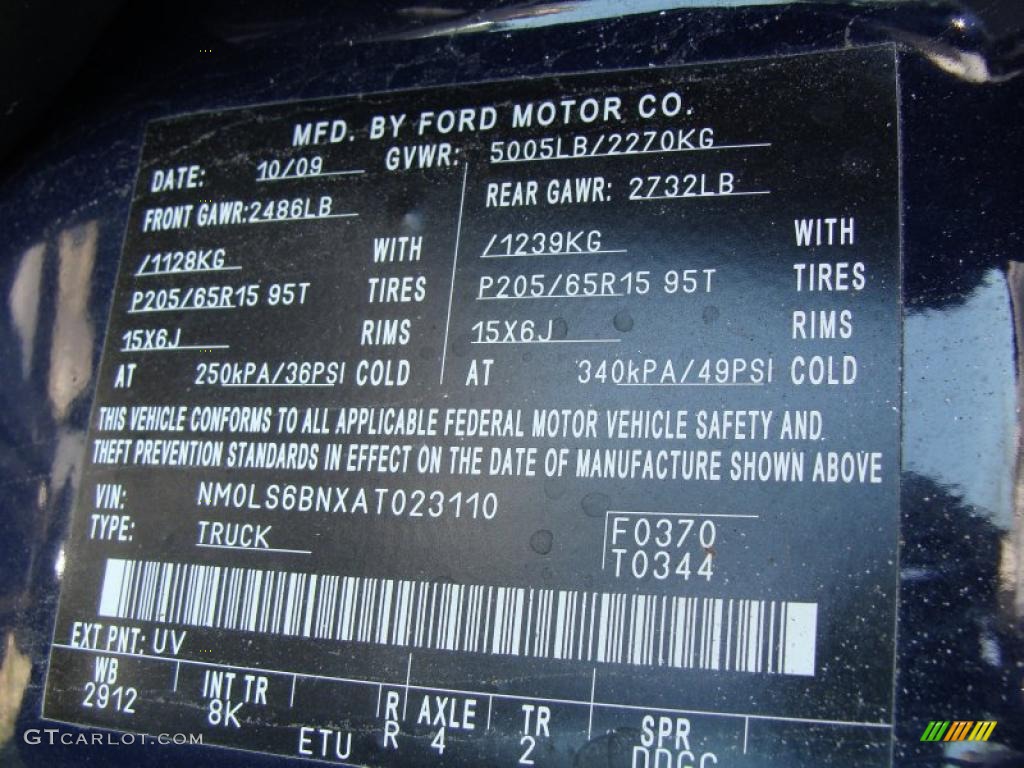 MFD. BY FORD MOTOR CO.
DATE: 10/09 GVWR: 5005LB/2270KG
FRONT GAWR: 2486LB REAR GAWR: 2732LB
/1128KG WITH /1239KG WITH
P205/65R15 95T TIRES P205/65R15 95T TIRES
15X6J RIMS 15X6J RIMS
AT 250kPA/36PSI COLD AT 340kPA/49PSI COLD
THIS VEHICLE CONFORMS TO ALL APPLICABLE FEDERAL MOTOR VEHICLE SAFETY AND
THEFT PREVENTION STANDARDS IN EFFECT ON THE DATE OF MANUFACTURE SHOWN ABOVE
VIN: NM0LS6BNXAT023110
TYPE: TRUCK F0370
T0344
EXT PNT: UV
WB INT TR R AXLE TR SPR
2912 8K ETU R 4 2
GTCARLOT.COM